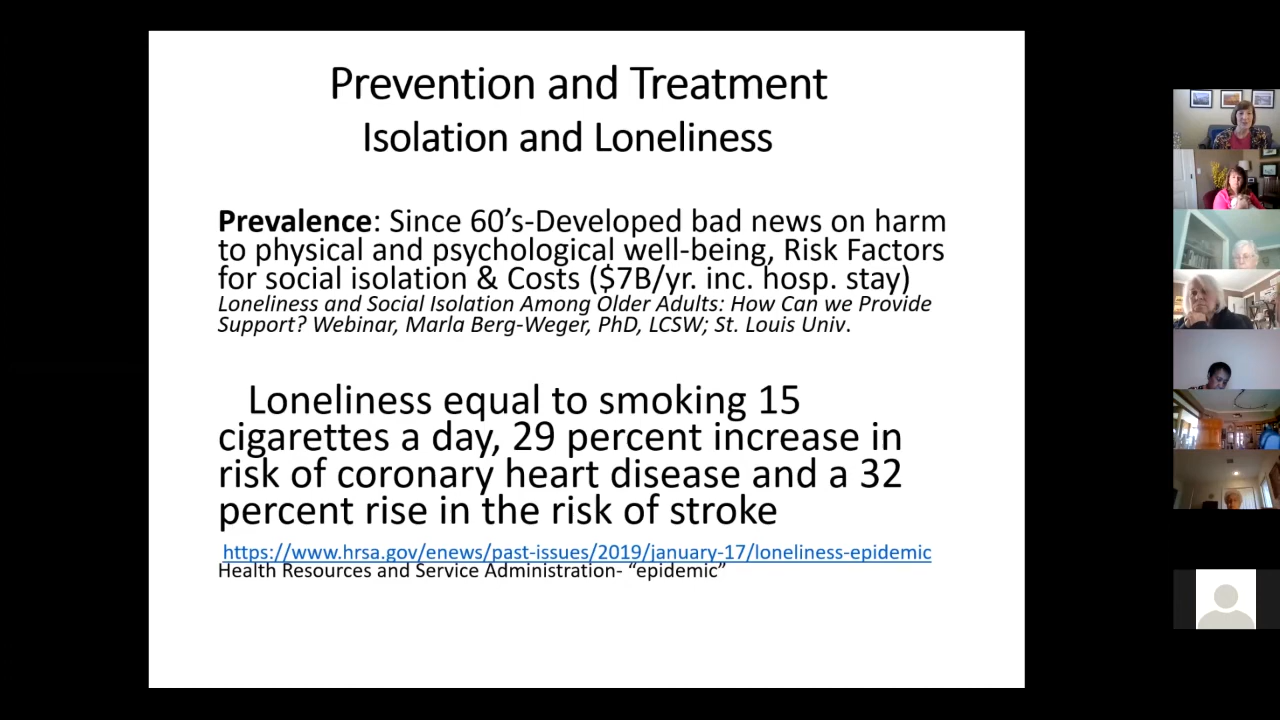 Prevention and Treatment
Isolation and Loneliness
Prevalence: Since 60’s-Developed bad news on harm
to physical and psychological well-being, Risk Factors
for social isolation & Costs ($7B/yr. inc. hosp. stay)
Loneliness and Social Isolation Among Older Adults: How Can we Provide
Support? Webinar, Marla Berg-Weger, PhD, LCSW; St. Louis Univ.
Loneliness equal to smoking 15
cigarettes a day, 29 percent increase in
risk of coronary heart disease and a 32
percent rise in the risk of stroke
https://www.hrsa.gov/enews/past-issues/2019/january-17/loneliness-epidemic
Health Resources and Service Administration- “epidemic”